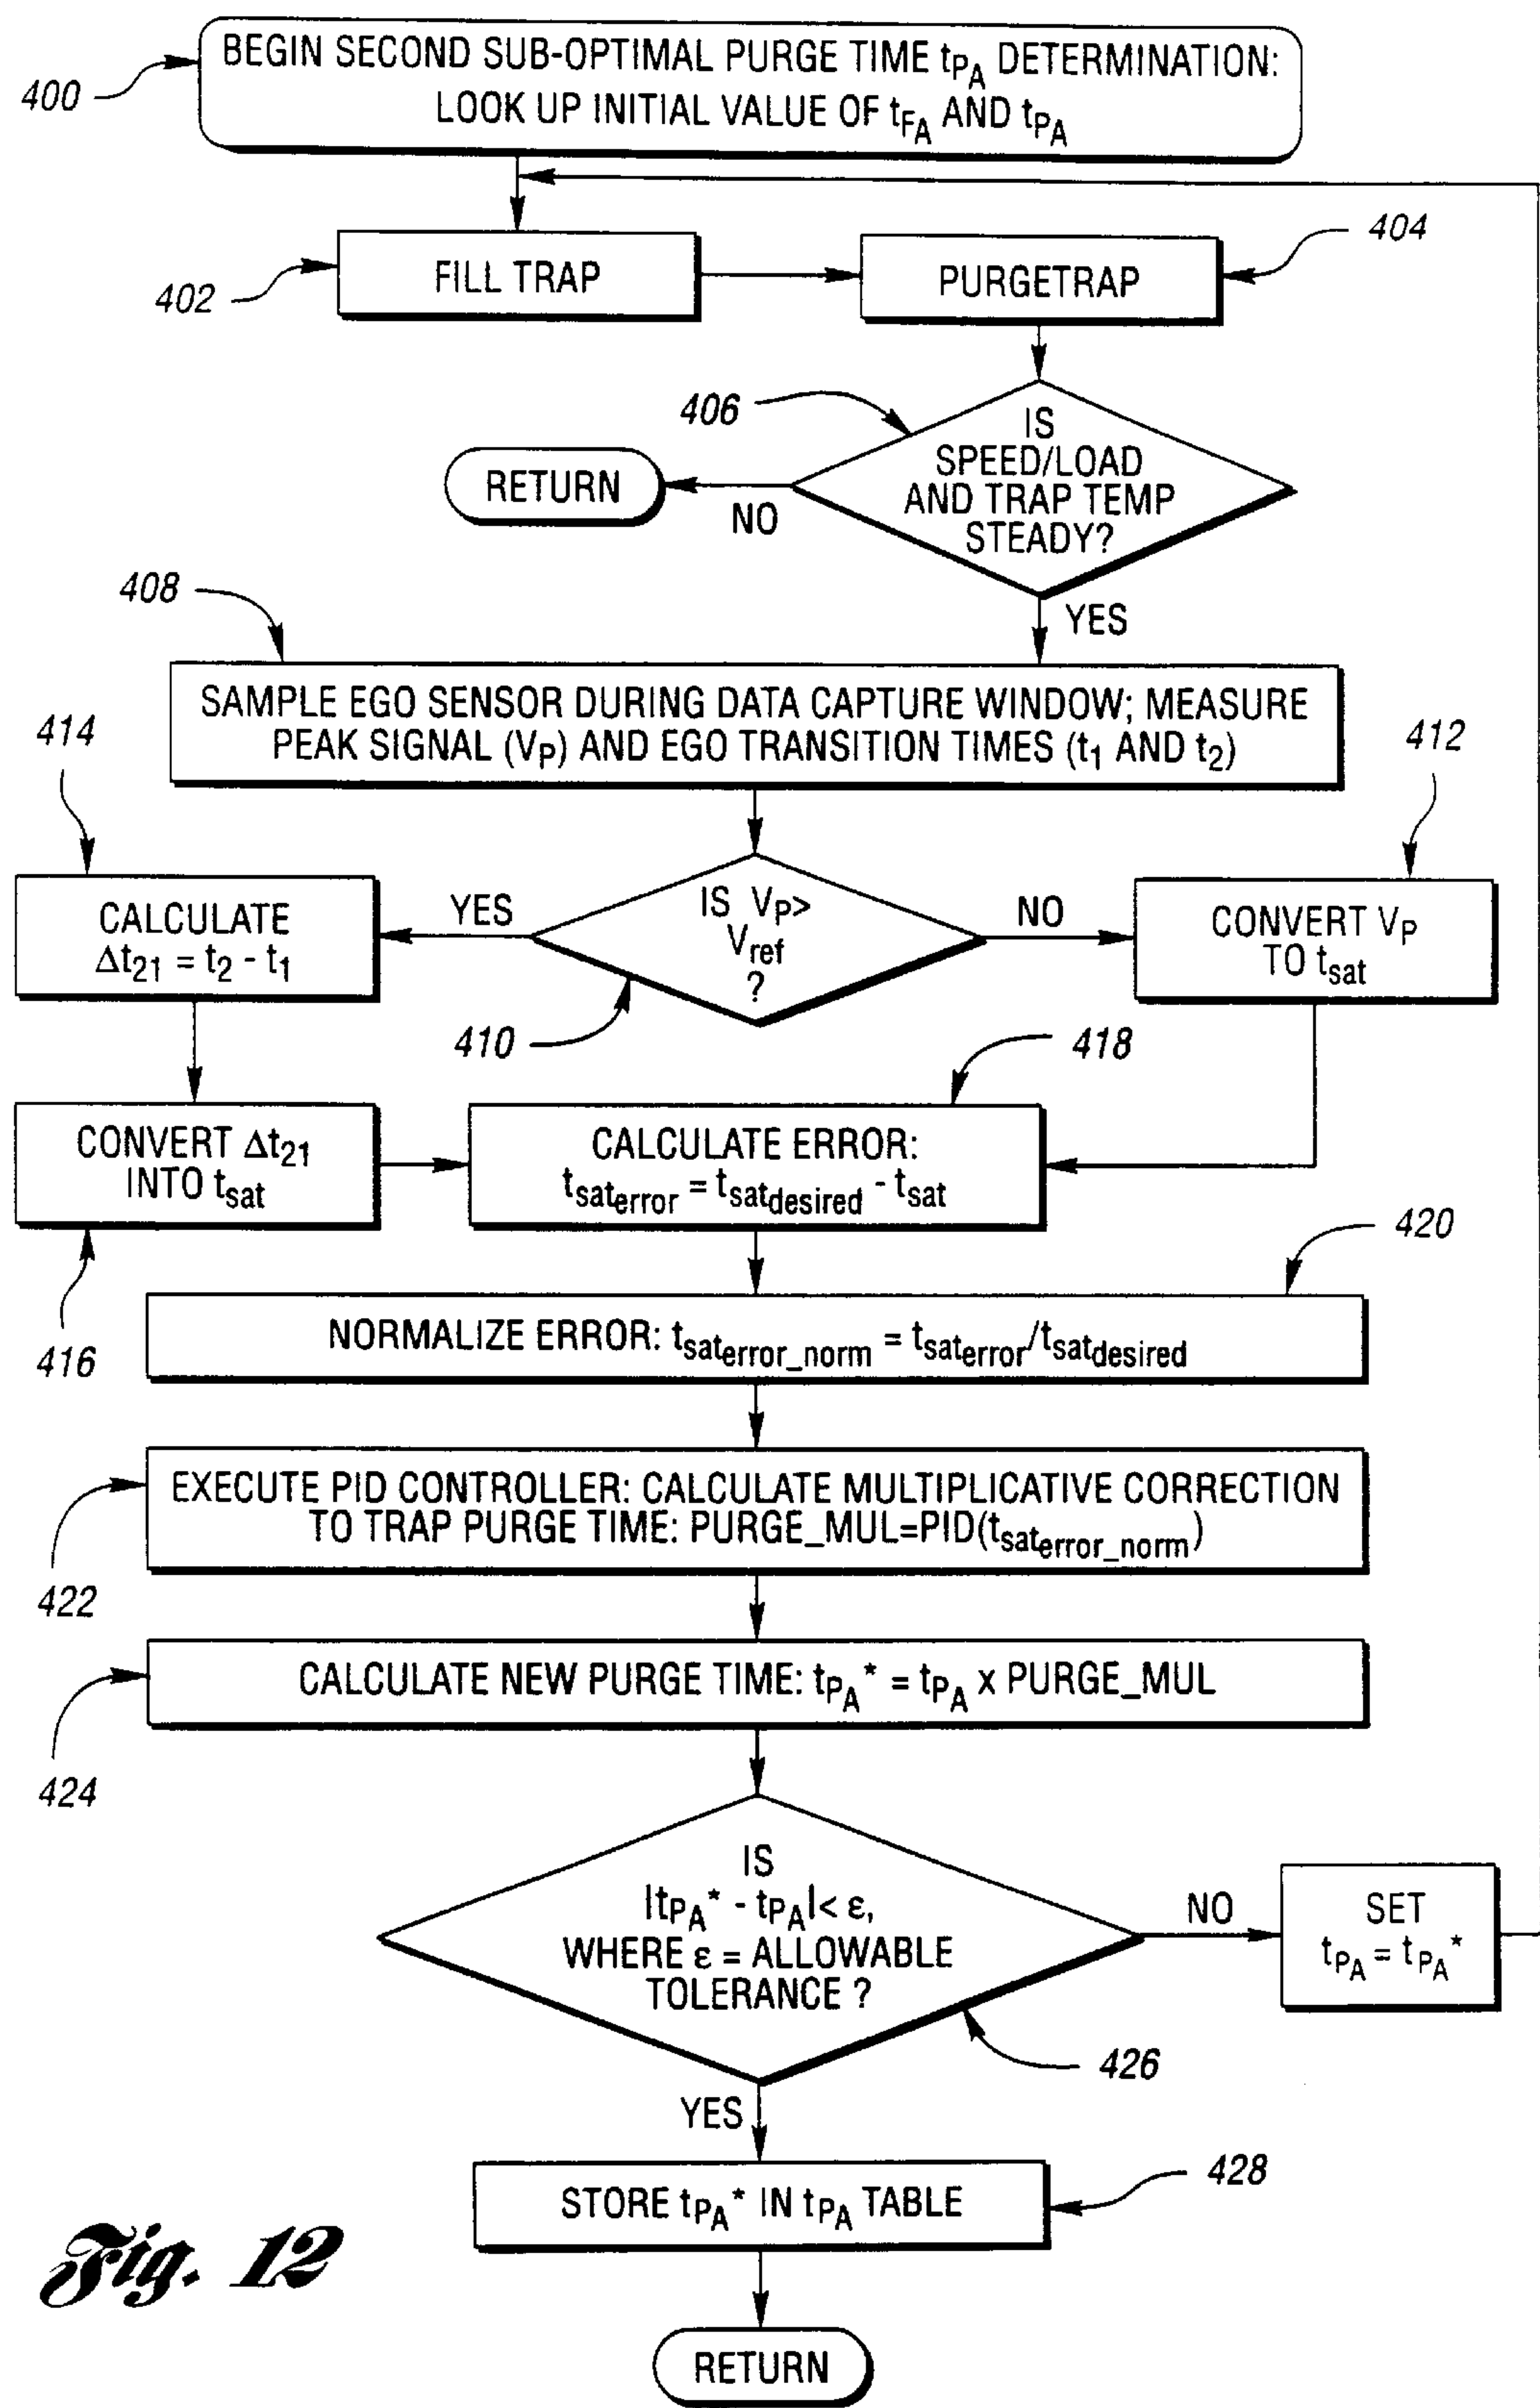 400
BEGIN SECOND SUB-OPTIMAL PURGE TIME tPA DETERMINATION:
LOOK UP INITIAL VALUE OF tFA AND tPA
402
FILL TRAP
PURGETRAP
404
406
IS
SPEED/LOAD
AND TRAP TEMP
STEADY?
NO
RETURN
YES
408
SAMPLE EGO SENSOR DURING DATA CAPTURE WINDOW; MEASURE
PEAK SIGNAL (VP) AND EGO TRANSITION TIMES (t1 AND t2)
414
412
CALCULATE
Δt21 = t2 - t1
YES
IS VP>
Vref
?
NO
CONVERT VP
TO tsat
410
418
CONVERT Δt21
INTO tsat
CALCULATE ERROR:
tsaterror = tsatdesired - tsat
416
420
NORMALIZE ERROR: tsaterror_norm = tsaterror/tsatdesired
422
EXECUTE PID CONTROLLER: CALCULATE MULTIPLICATIVE CORRECTION
TO TRAP PURGE TIME: PURGE_MUL=PID(tsaterror_norm)
424
CALCULATE NEW PURGE TIME: tPA* = tPA x PURGE_MUL
IS
|tPA* - tPA|< ε,
WHERE ε = ALLOWABLE
TOLERANCE ?
NO
SET
tPA = tPA*
426
YES
STORE tPA* IN tPA TABLE
428
RETURN
Fig. 12